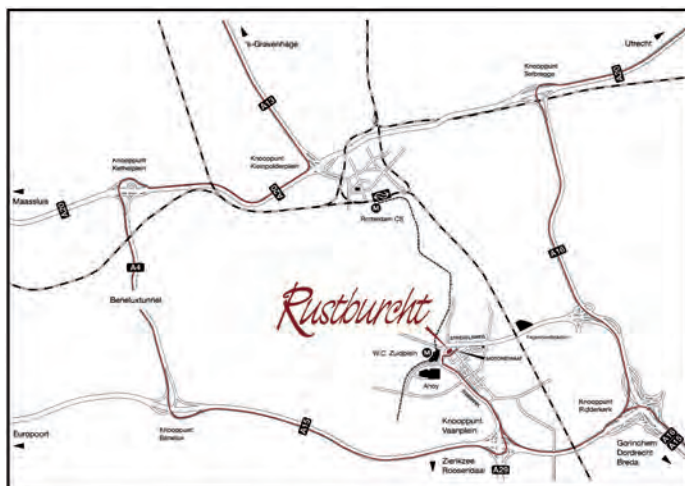 's-Gravenhage
Utrecht
Knooppunt
Terbregge
A20
A13
Knooppunt
Kleinpolderplein
Knooppunt
Kethelplein
A20
Maassluis
A20
Rotterdam CS
M
A16
A4
Beneluxtunnel
Rustburcht
W.C. Zuidplein
M
Ahoy
Knooppunt
Ridderkerk
Knooppunt
Vaanplein
Knooppunt
Benelux
A15
Europoort
Zierikzee
Roosendaal
A29
Gorinchem
Dordrecht
Breda
A16